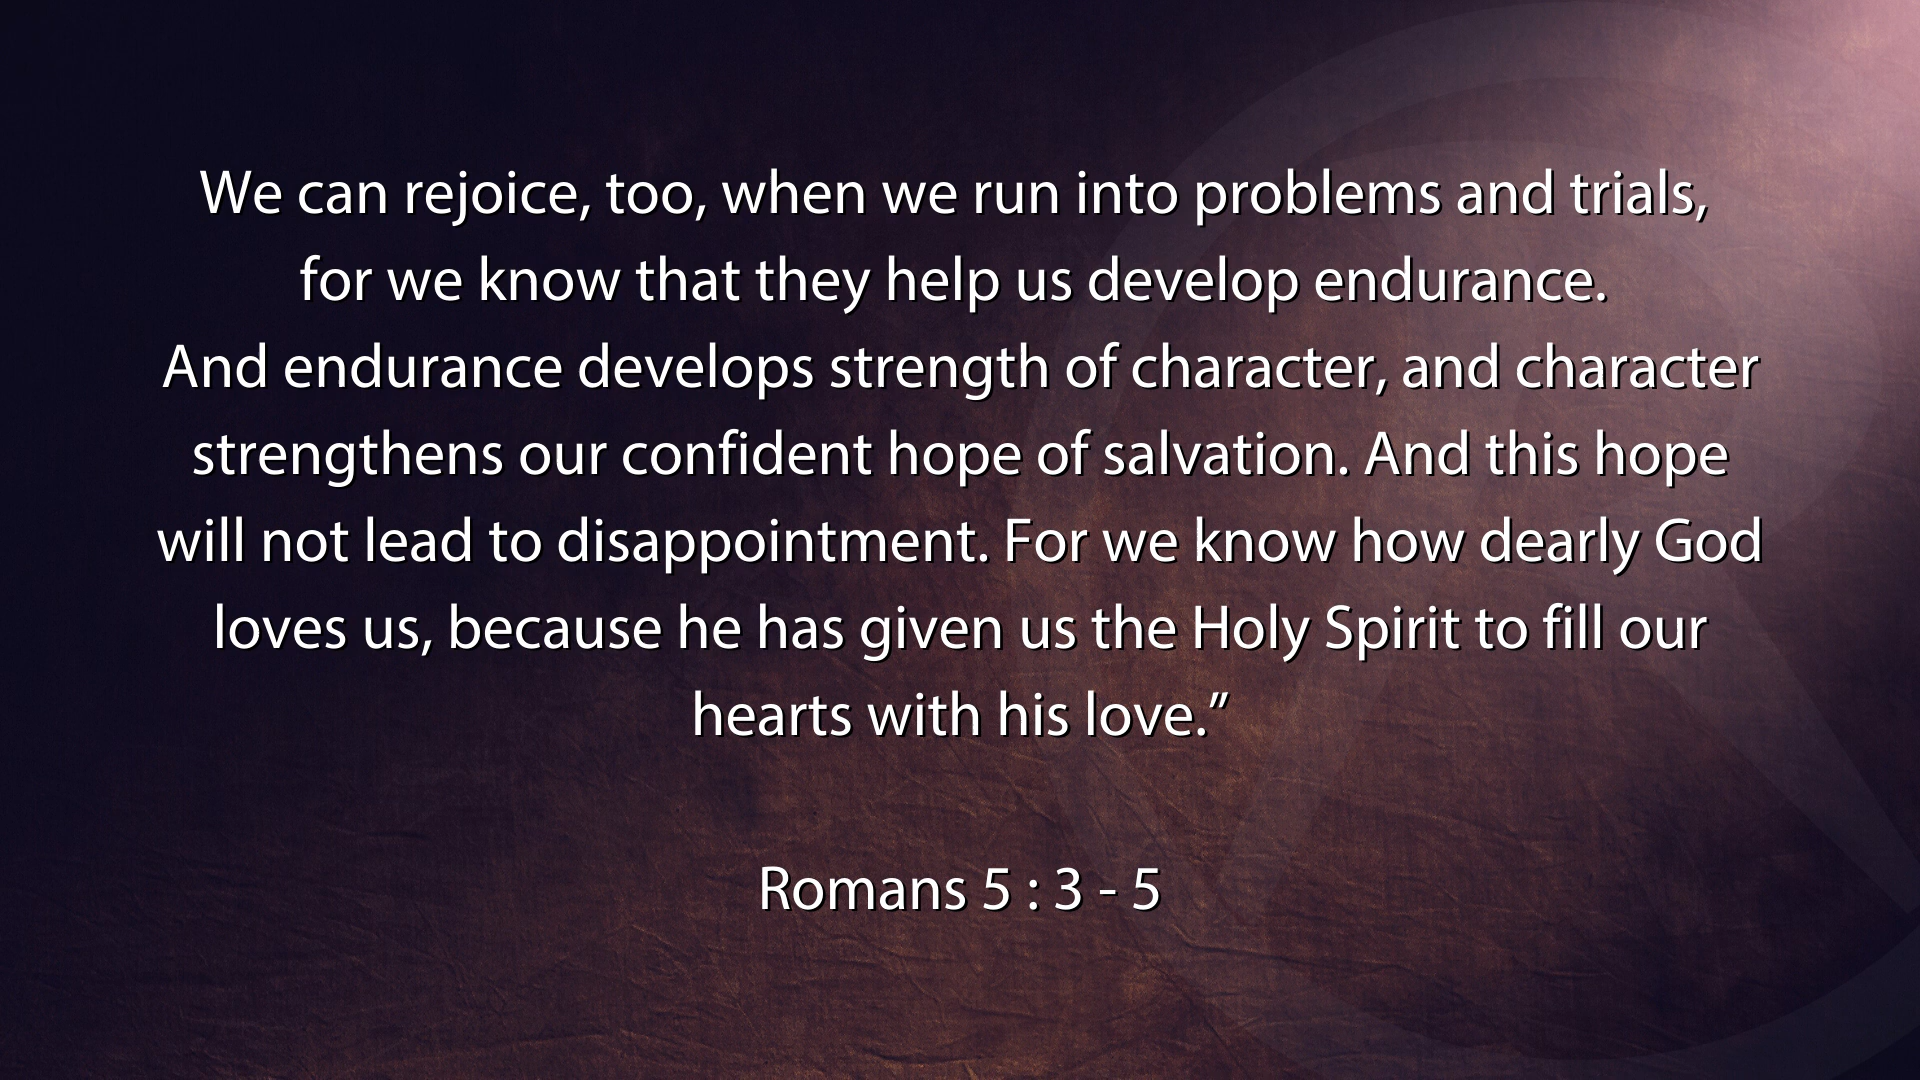 We can rejoice, too, when we run into problems and trials,
for we know that they help us develop endurance.
And endurance develops strength of character, and character
strengthens our confident hope of salvation. And this hope
will not lead to disappointment. For we know how dearly God
loves us, because he has given us the Holy Spirit to fill our
hearts with his love.”
Romans 5 : 3 - 5